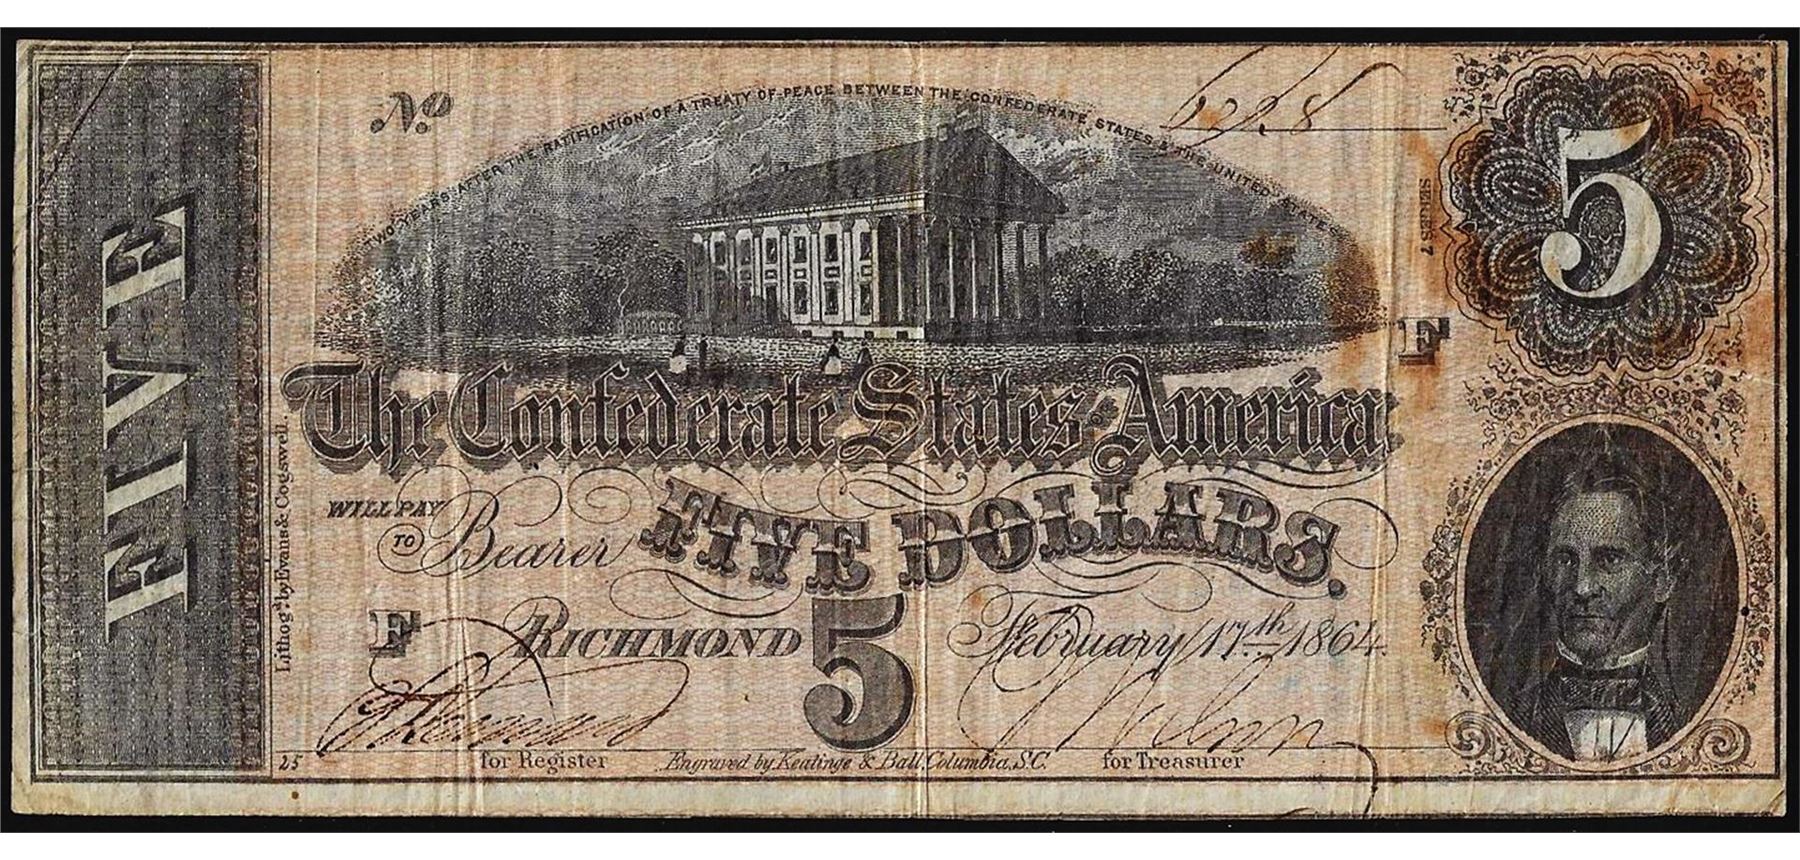 FIVE
No.
TWO YEARS AFTER THE RATIFICATION OF A TREATY OF PEACE BETWEEN THE CONFEDERATE STATES & THE UNITED STATES
SERIES 7
5
F
The Confederate States of America
WILL PAY
TO Bearer FIVE DOLLARS.
F RICHMOND 5 February 17th 1864.
Lithog'd by Evans & Cogswell.
25 for Register Engraved by Keatinge & Ball, Columbia, S.C. for Treasurer